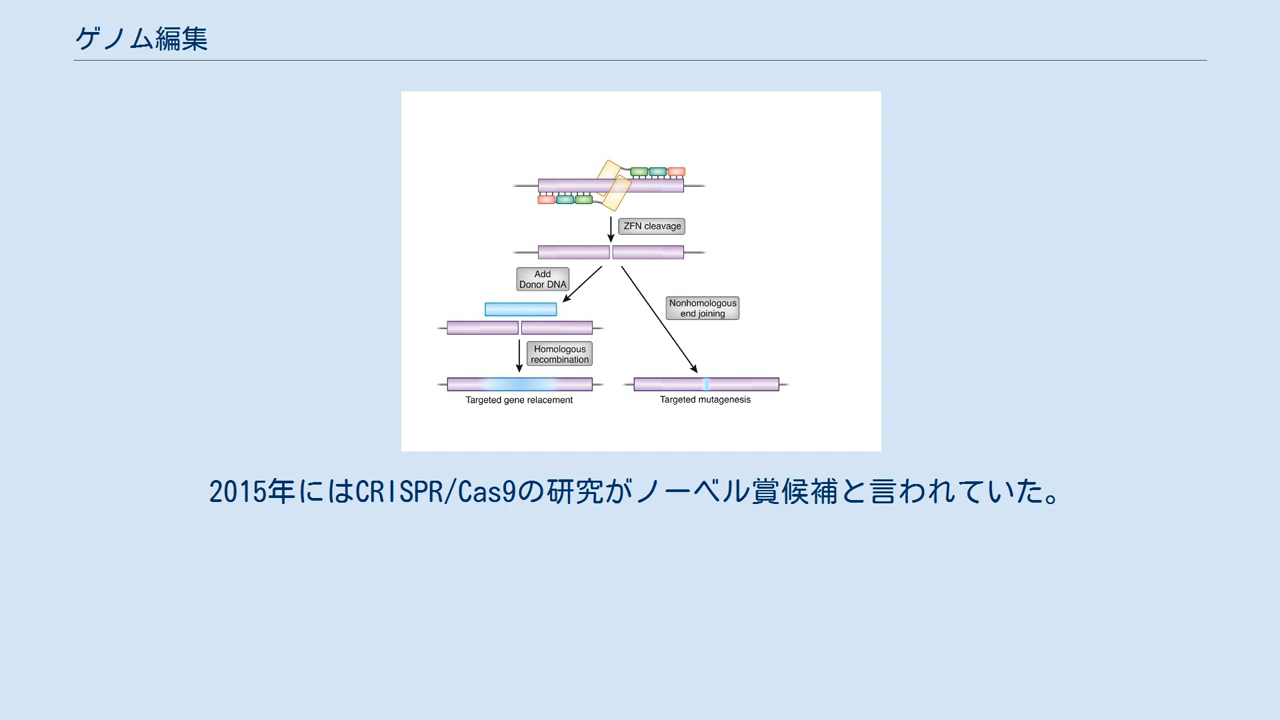 ゲノム編集
ZFN cleavage
Add
Donor DNA
Nonhomologous
end joining
Homologous
recombination
Targeted gene relacement
Targeted mutagenesis
2015年にはCRISPR/Cas9の研究がノーベル賞候補と言われていた。